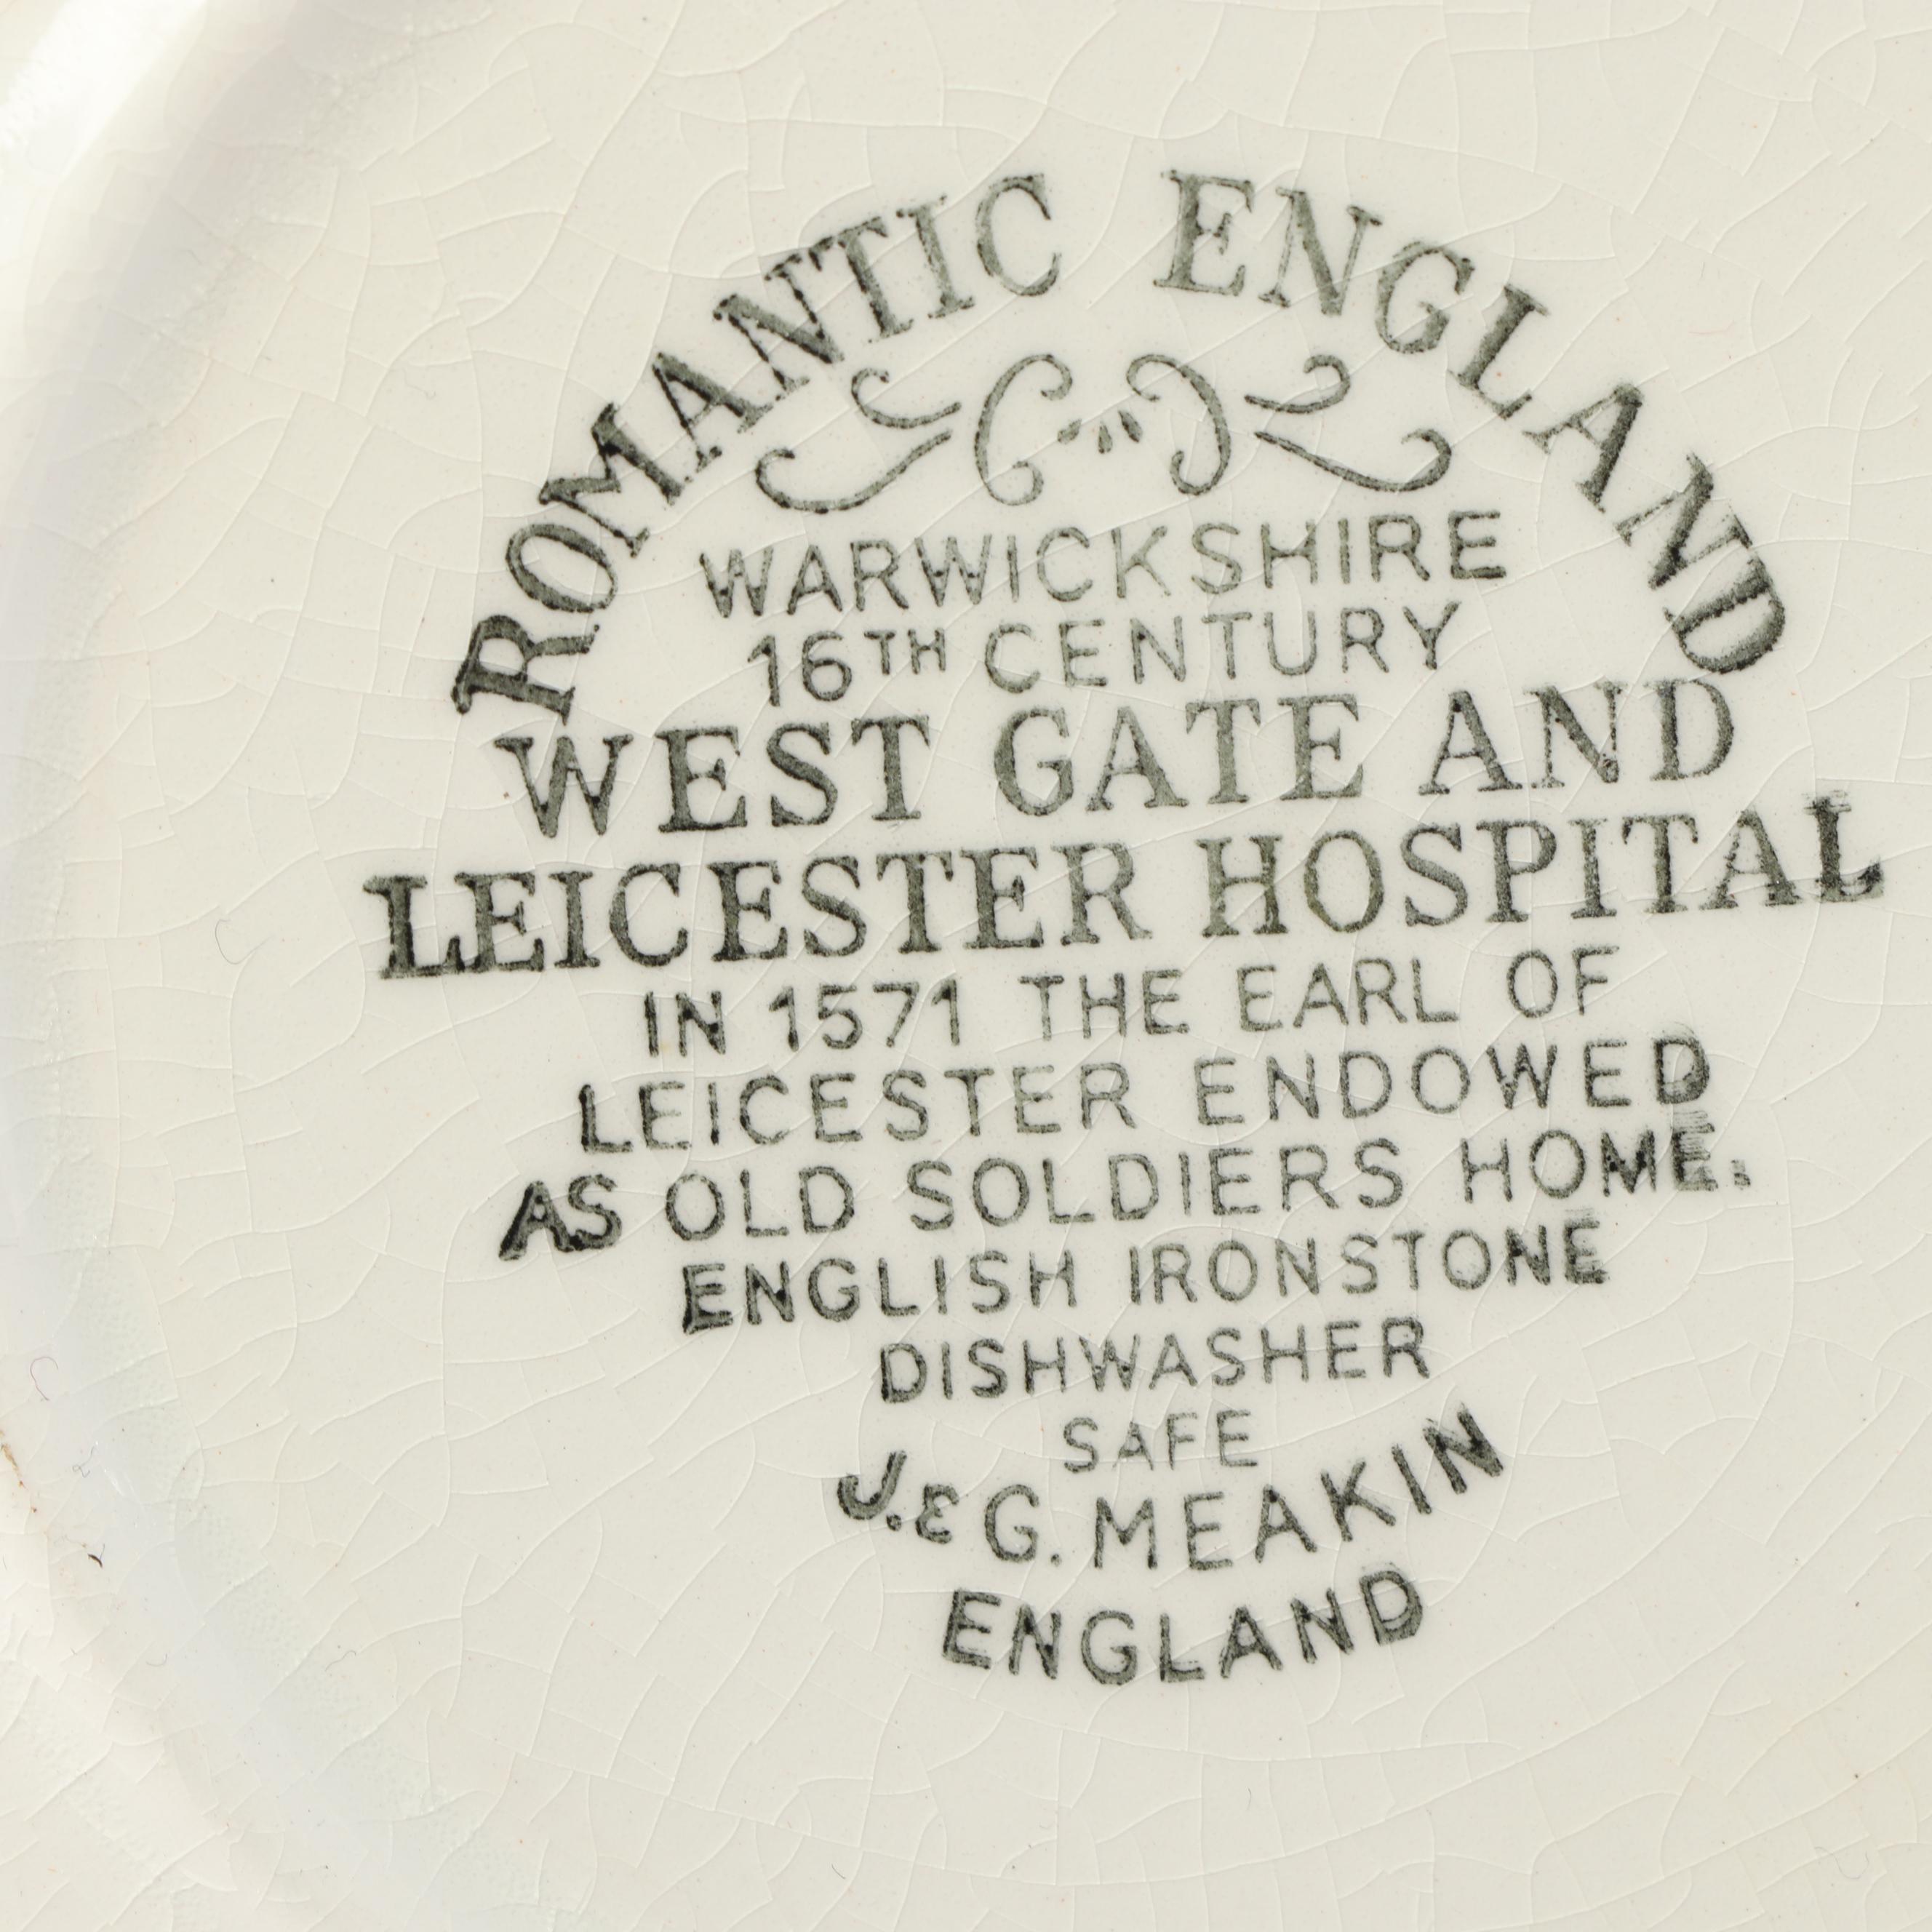 ROMANTIC ENGLAND
WARWICKSHIRE
16TH CENTURY
WEST GATE AND
LEICESTER HOSPITAL
IN 1571 THE EARL OF
LEICESTER ENDOWED
AS OLD SOLDIERS HOME.
ENGLISH IRONSTONE
DISHWASHER
SAFE
J. & G. MEAKIN
ENGLAND